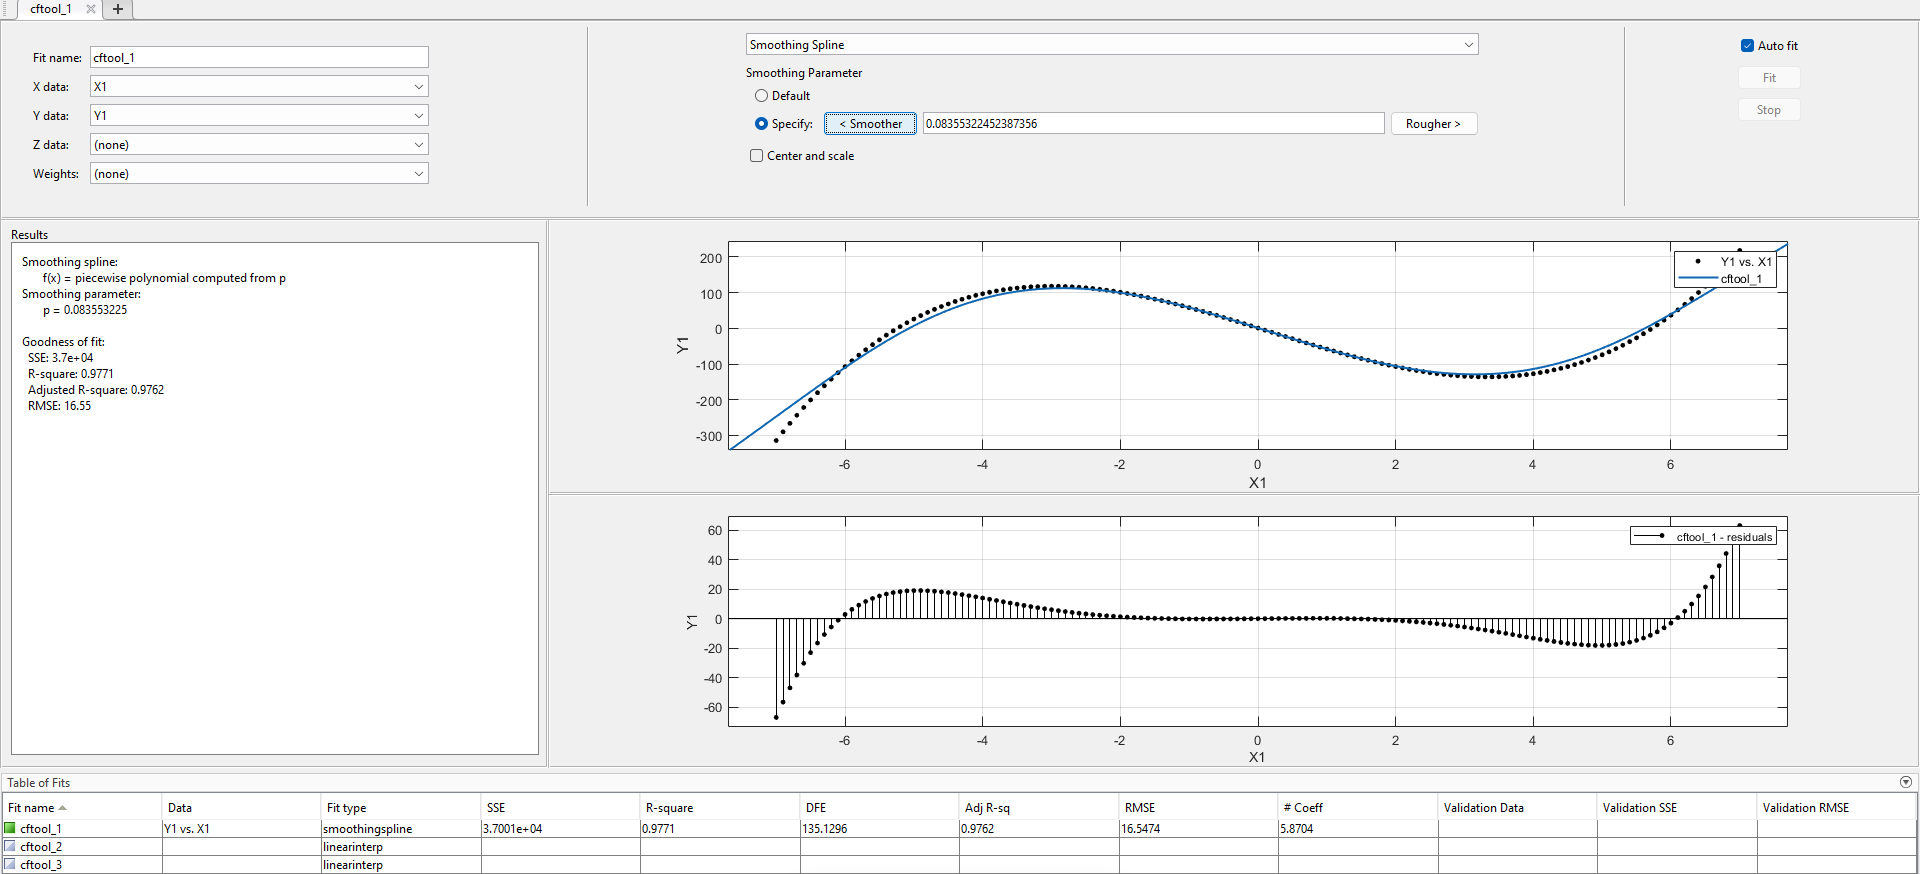 cftool_1
Fit name: cftool_1
X data: X1
Y data: Y1
Z data: (none)
Weights: (none)
Smoothing Spline
Smoothing Parameter
Default
Specify: < Smoother 0.08355322452387356 Rougher >
Center and scale
Auto fit
Fit
Stop
Results
Smoothing spline:
f(x) = piecewise polynomial computed from p
Smoothing parameter:
p = 0.083553225
Goodness of fit:
SSE: 3.7e+04
R-square: 0.9771
Adjusted R-square: 0.9762
RMSE: 16.55
200
100
0
-100
-200
-300
Y1
-6 -4 -2 0 2 4 6
X1
Y1 vs. X1
cftool_1
60
40
20
0
-20
-40
-60
Y1
-6 -4 -2 0 2 4 6
X1
cftool_1 - residuals
Table of Fits
Fit name Data Fit type SSE R-square DFE Adj R-sq RMSE # Coeff Validation Data Validation SSE Validation RMSE
cftool_1 Y1 vs. X1 smoothingspline 3.7001e+04 0.9771 135.1296 0.9762 16.5474 5.8704
cftool_2 linearinterp
cftool_3 linearinterp